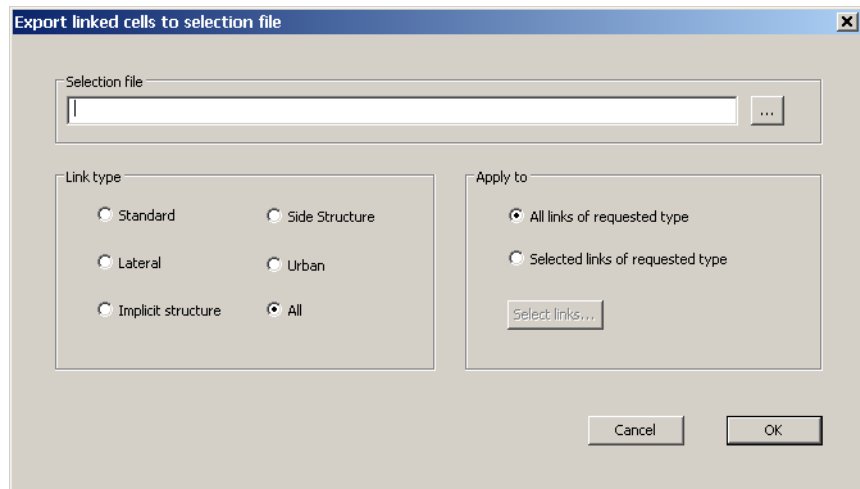 Export linked cells to selection file
Selection file
...
Link type
Standard
Side Structure
Lateral
Urban
Implicit structure
All
Apply to
All links of requested type
Selected links of requested type
Select links...
Cancel
OK